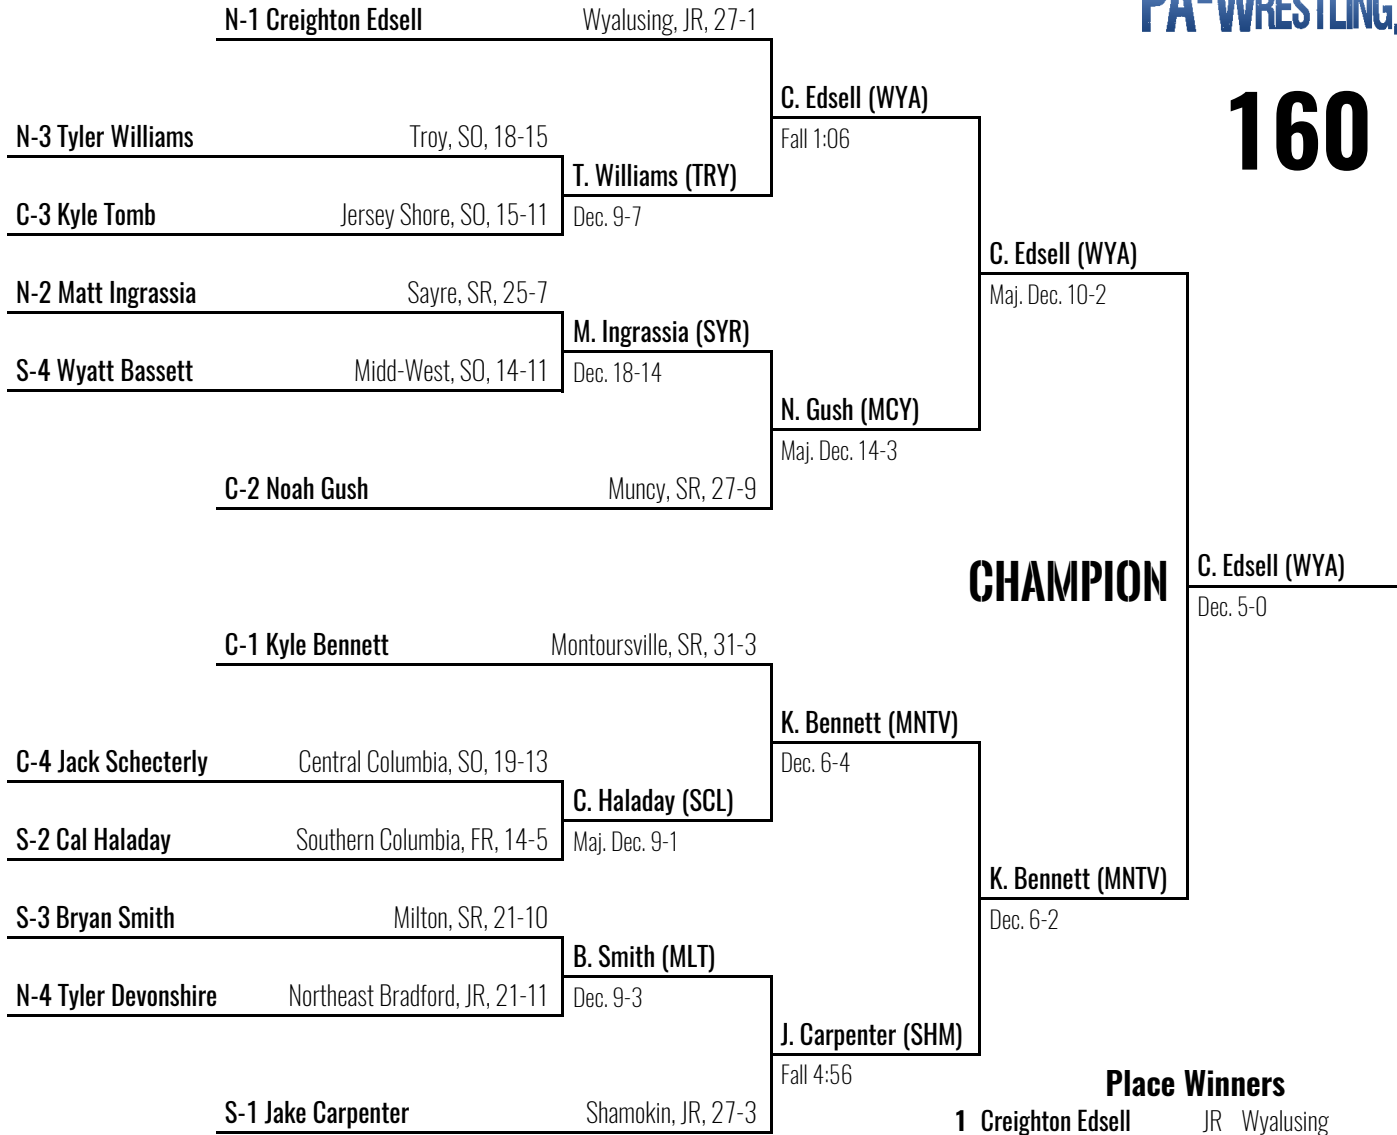 PA-WRESTLING.
160
N-1 Creighton Edsell Wyalusing, JR, 27-1
C. Edsell (WYA)
Fall 1:06
N-3 Tyler Williams Troy, SO, 18-15
T. Williams (TRY)
Dec. 9-7
C-3 Kyle Tomb Jersey Shore, SO, 15-11
C. Edsell (WYA)
Maj. Dec. 10-2
N-2 Matt Ingrassia Sayre, SR, 25-7
M. Ingrassia (SYR)
Dec. 18-14
S-4 Wyatt Bassett Midd-West, SO, 14-11
N. Gush (MCY)
Maj. Dec. 14-3
C-2 Noah Gush Muncy, SR, 27-9
CHAMPION
C. Edsell (WYA)
Dec. 5-0
C-1 Kyle Bennett Montoursville, SR, 31-3
K. Bennett (MNTV)
Dec. 6-4
C-4 Jack Schecterly Central Columbia, SO, 19-13
C. Haladay (SCL)
Maj. Dec. 9-1
S-2 Cal Haladay Southern Columbia, FR, 14-5
K. Bennett (MNTV)
Dec. 6-2
S-3 Bryan Smith Milton, SR, 21-10
B. Smith (MLT)
Dec. 9-3
N-4 Tyler Devonshire Northeast Bradford, JR, 21-11
J. Carpenter (SHM)
Fall 4:56
S-1 Jake Carpenter Shamokin, JR, 27-3
Place Winners
1 Creighton Edsell JR Wyalusing